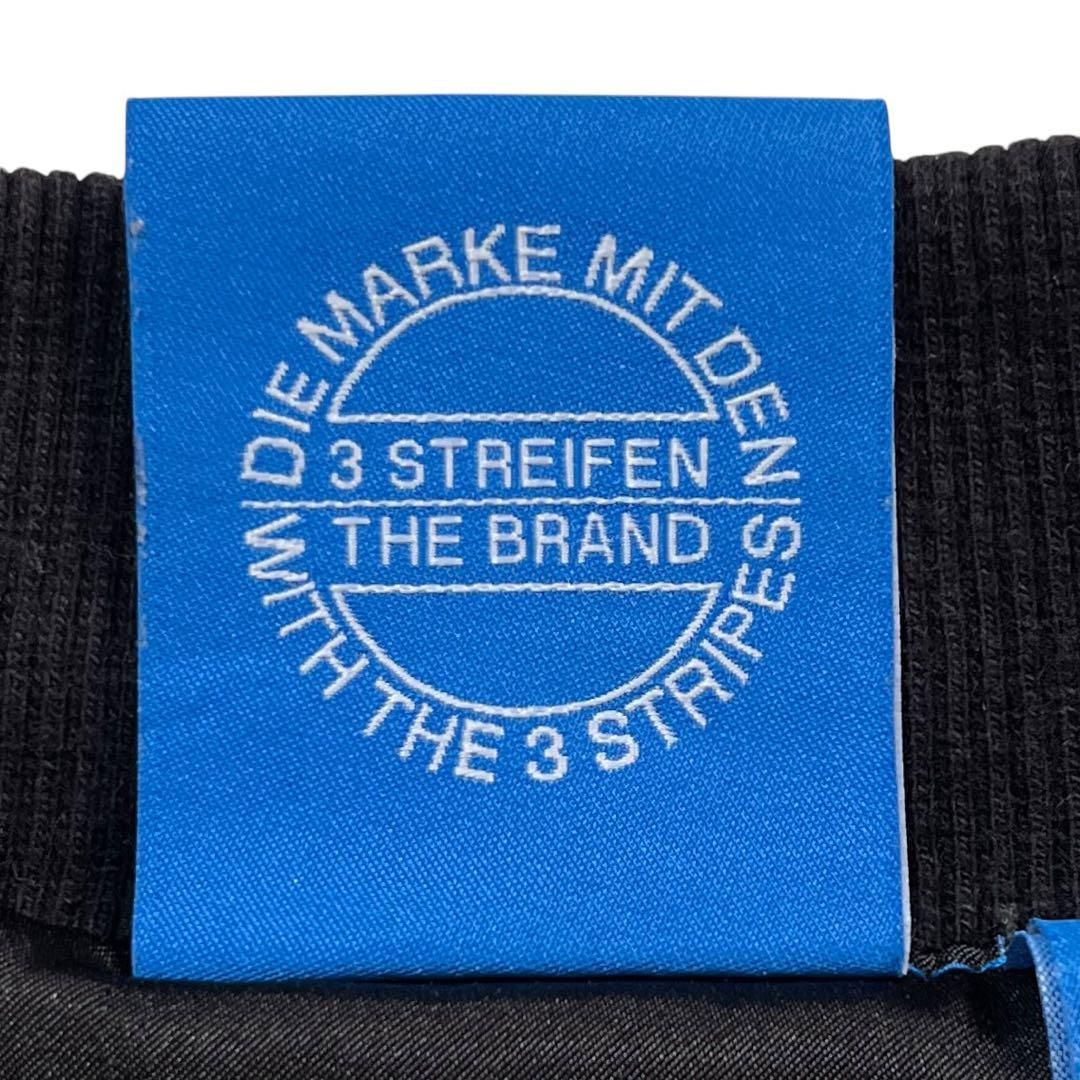 DIE MARKE MIT DEN
3 STREIFEN
THE BRAND
WITH THE 3 STRIPES